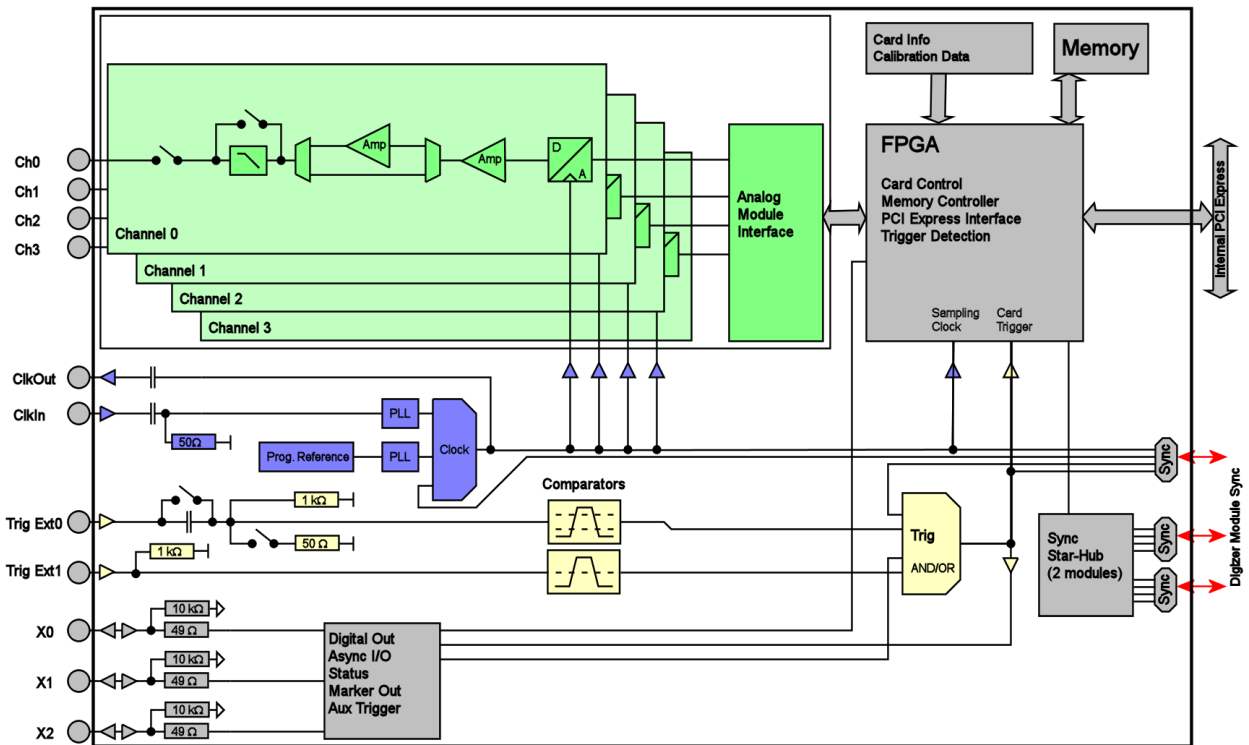 Card Info
Calibration Data
Memory
Ch0
Ch1
Ch2
Ch3
Amp
Amp
D
A
Channel 0
Channel 1
Channel 2
Channel 3
Analog
Module
Interface
FPGA
Card Control
Memory Controller
PCI Express Interface
Trigger Detection
Sampling
Clock
Card
Trigger
Internal PCI Express
ClkOut
ClkIn
50Ω
PLL
Prog. Reference
PLL
Clock
Sync
Trig Ext0
1 kΩ
50 Ω
Trig Ext1
1 kΩ
Comparators
Trig
AND/OR
Sync
Star-Hub
(2 modules)
Sync
Sync
Digizer Module Sync
X0
10 kΩ
49 Ω
X1
10 kΩ
49 Ω
X2
10 kΩ
49 Ω
Digital Out
Async I/O
Status
Marker Out
Aux Trigger